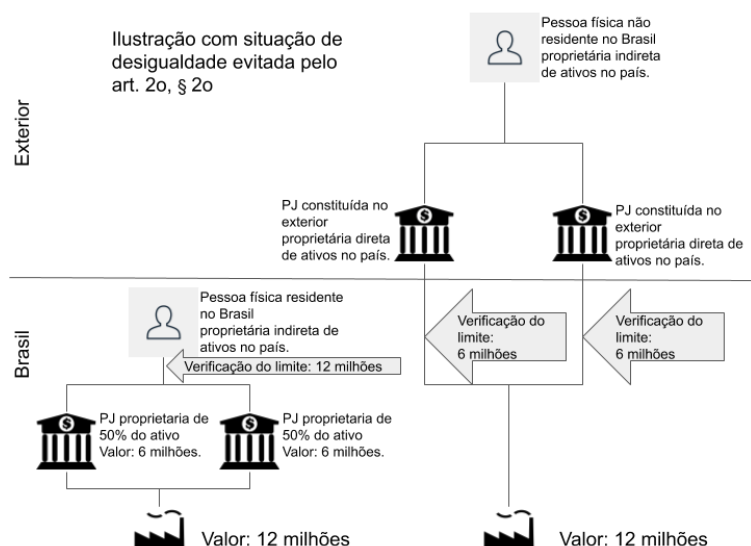 Ilustração com situação de
desigualdade evitada pelo
art. 2o, § 2o
Pessoa física não
residente no Brasil
proprietária indireta
de ativos no país.
Exterior
PJ constituída no
exterior
proprietária direta
de ativos no país.
PJ constituída no
exterior
proprietária direta de
ativos no país.
Brasil
Pessoa física residente
no Brasil
proprietária indireta de
ativos no país.
Verificação do limite: 12 milhões
Verificação do
limite:
6 milhões
Verificação do
limite:
6 milhões
PJ proprietaria de
50% do ativo
Valor: 6 milhões.
PJ proprietaria de
50% do ativo
Valor: 6 milhões.
Valor: 12 milhões
Valor: 12 milhões